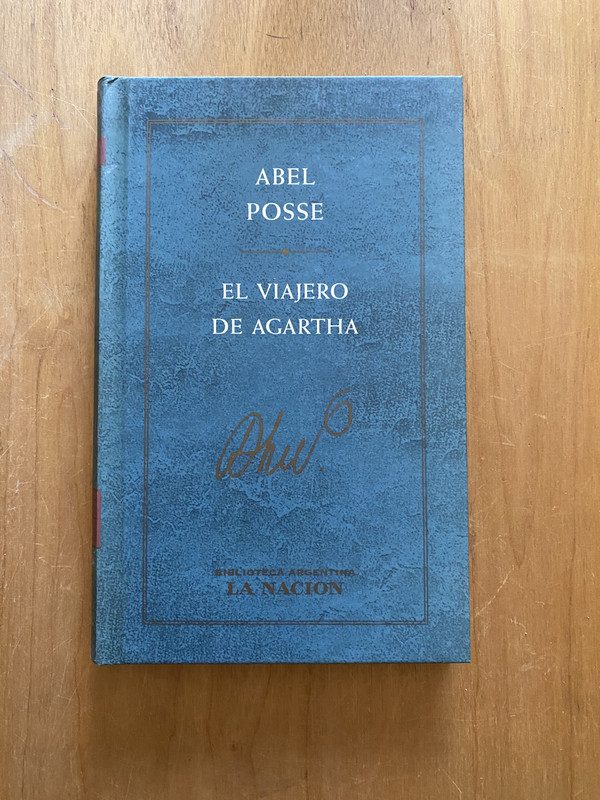 ABEL
POSSE
EL VIAJERO
DE AGARTHA
BIBLIOTECA ARGENTINA
LA NACION